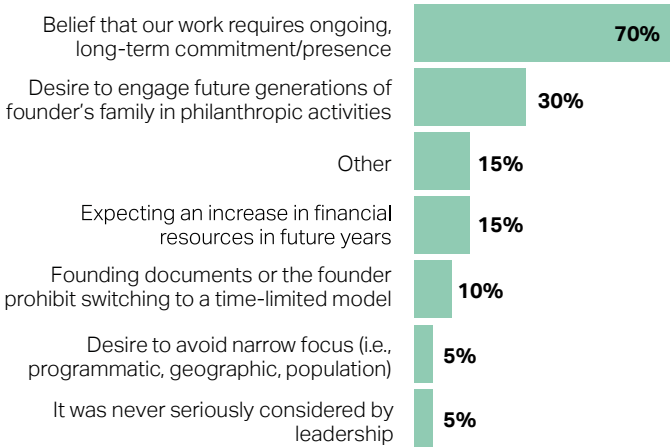 Belief that our work requires ongoing,
long-term commitment/presence
70%
Desire to engage future generations of
founder's family in philanthropic activities
30%
Other
15%
Expecting an increase in financial
resources in future years
15%
Founding documents or the founder
prohibit switching to a time-limited model
10%
Desire to avoid narrow focus (i.e.,
programmatic, geographic, population)
5%
It was never seriously considered by
leadership
5%